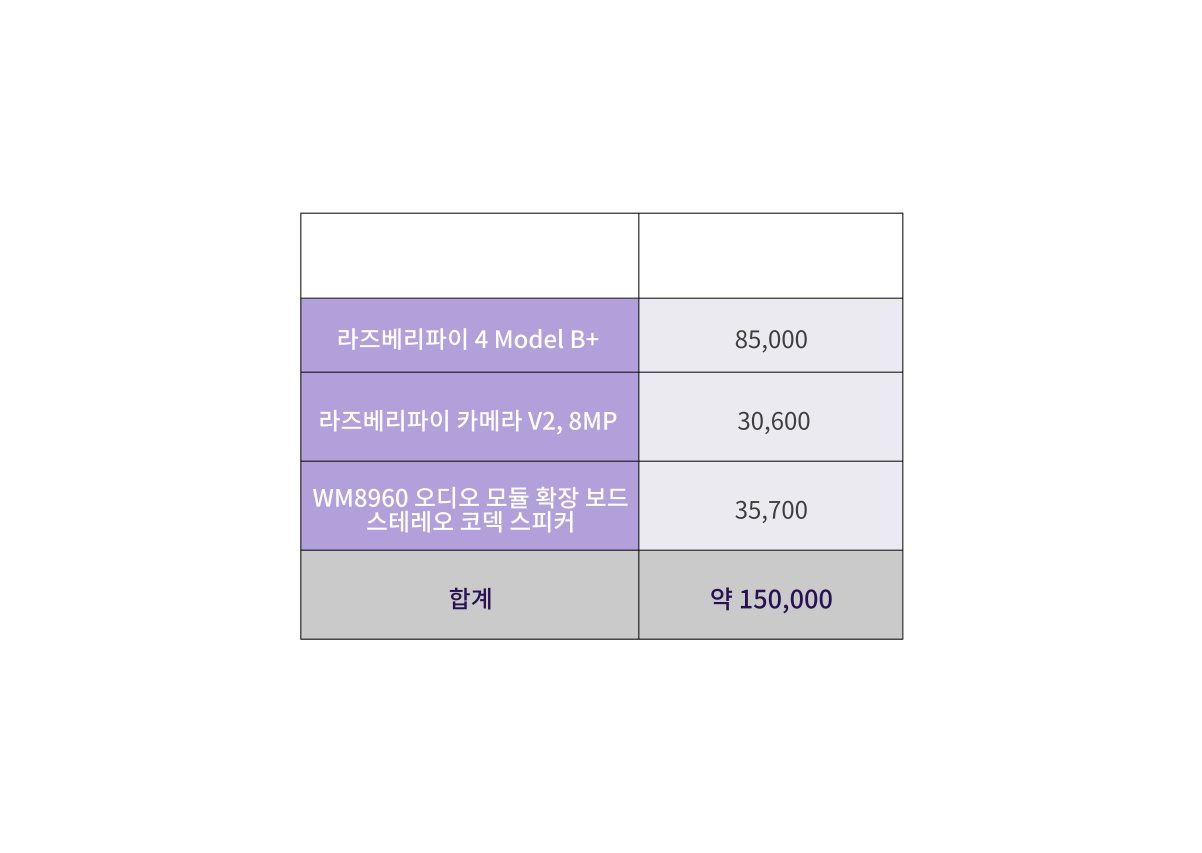 라즈베리파이 4 Model B+
85,000
라즈베리파이 카메라 V2, 8MP
30,600
WM8960 오디오 모듈 확장 보드
스테레오 코덱 스피커
35,700
합계
약 150,000